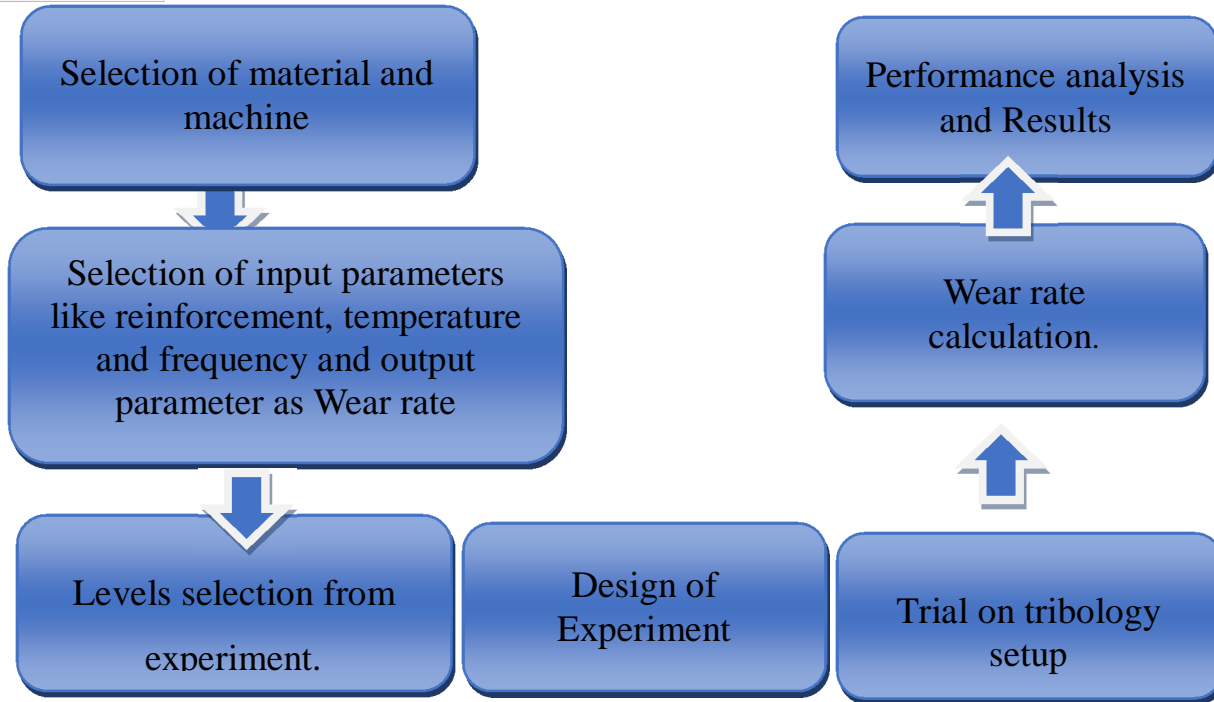 Selection of material and
machine
Selection of input parameters
like reinforcement, temperature
and frequency and output
parameter as Wear rate
Levels selection from
experiment.
Design of
Experiment
Trial on tribology
setup
Wear rate
calculation.
Performance analysis
and Results